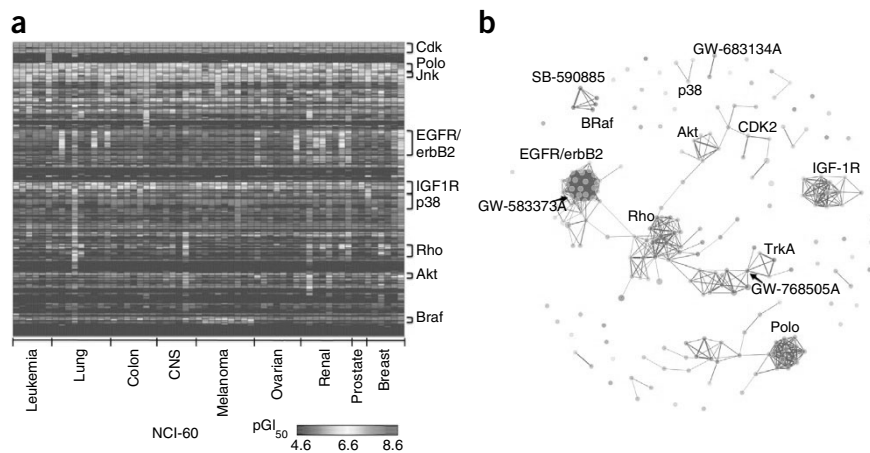 a
Cdk
Polo
Jnk
EGFR/
erbB2
IGF1R
p38
Rho
Akt
Braf
Leukemia
Lung
Colon
CNS
Melanoma
Ovarian
Renal
Prostate
Breast
NCI-60
pGI50
4.6 6.6 8.6
b
GW-683134A
SB-590885
p38
BRaf
Akt
CDK2
EGFR/erbB2
IGF-1R
GW-583373A
Rho
TrkA
GW-768505A
Polo